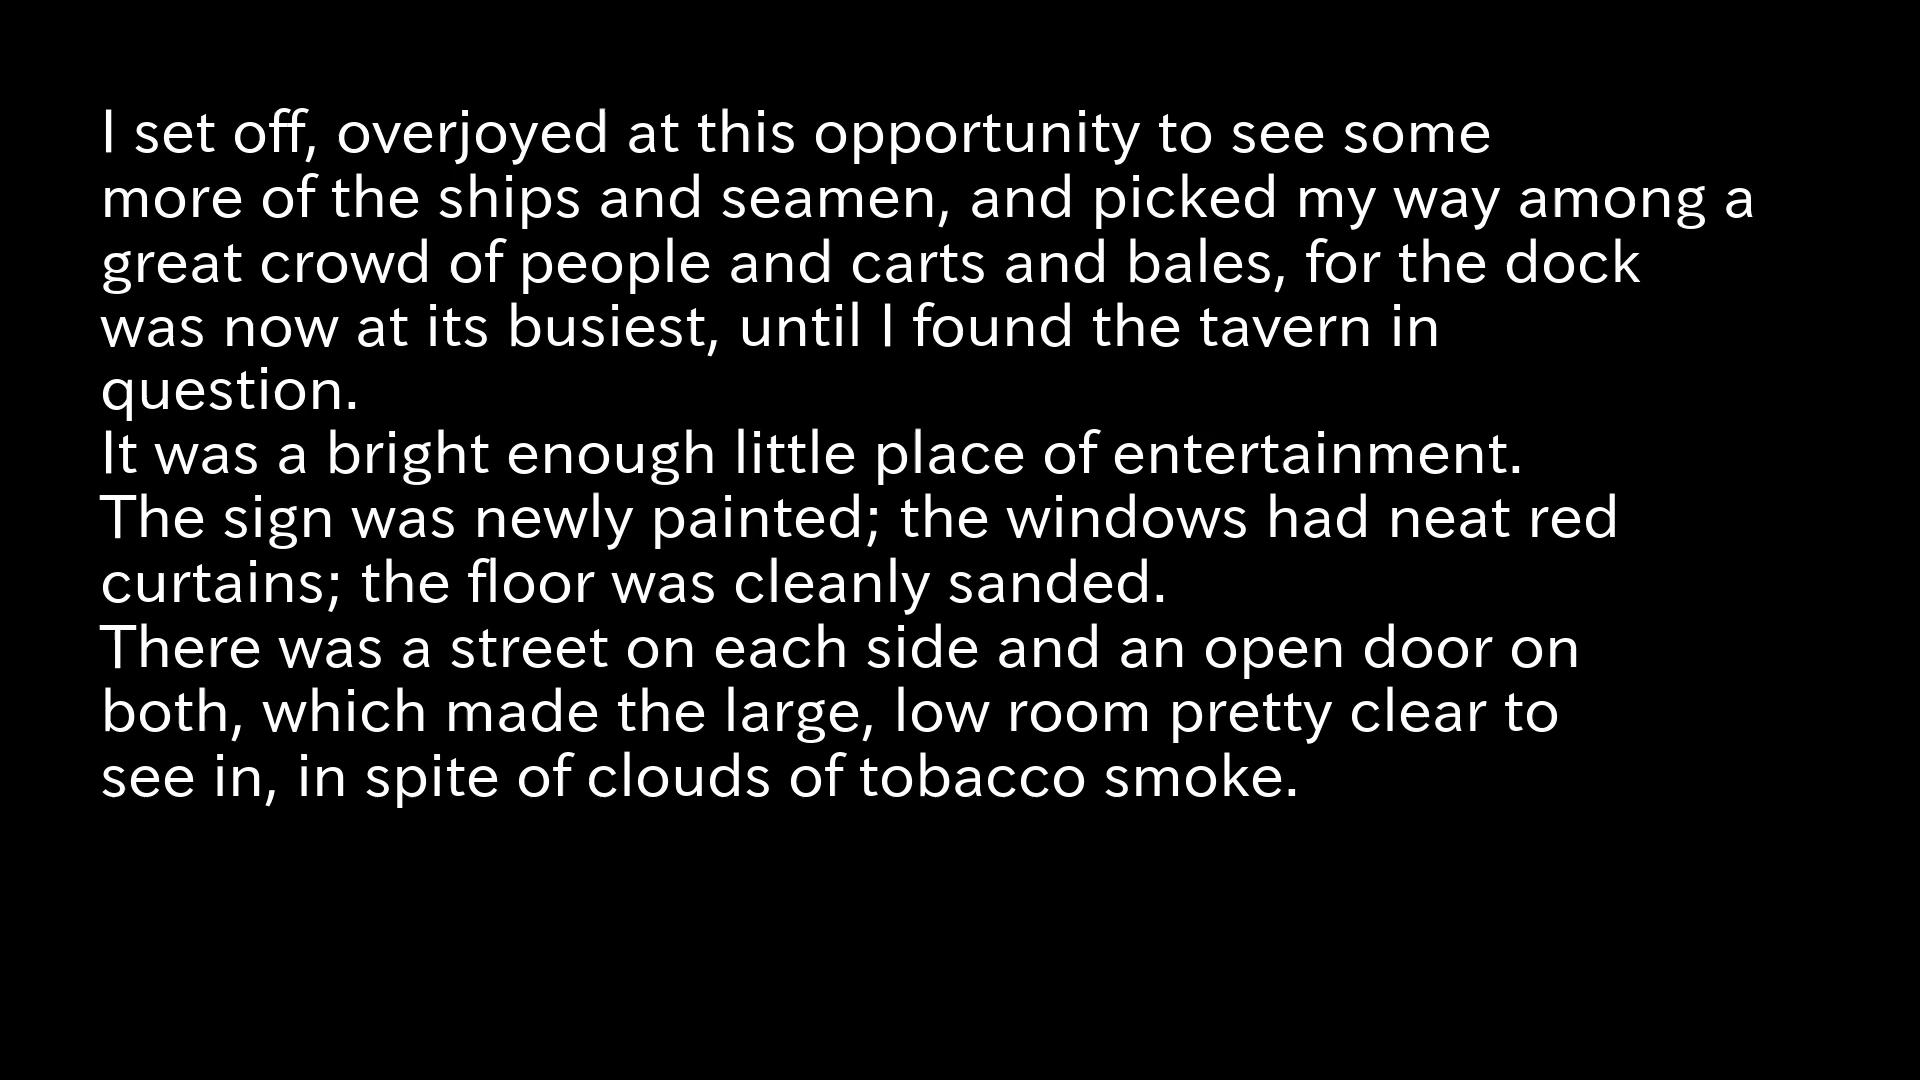 I set off, overjoyed at this opportunity to see some
more of the ships and seamen, and picked my way among a
great crowd of people and carts and bales, for the dock
was now at its busiest, until I found the tavern in
question.
It was a bright enough little place of entertainment.
The sign was newly painted; the windows had neat red
curtains; the floor was cleanly sanded.
There was a street on each side and an open door on
both, which made the large, low room pretty clear to
see in, in spite of clouds of tobacco smoke.